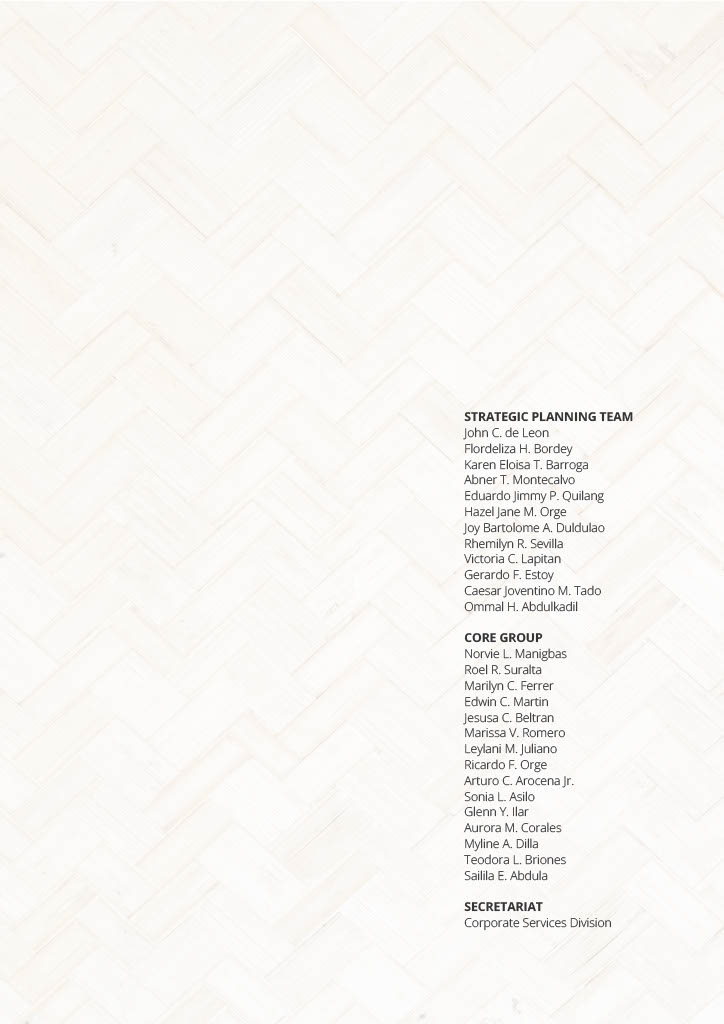 STRATEGIC PLANNING TEAM
John C. de Leon
Flordeliza H. Bordey
Karen Eloisa T. Barroga
Abner T. Montecalvo
Eduardo Jimmy P. Quilang
Hazel Jane M. Orge
Joy Bartolome A. Duldulao
Rhemilyn R. Sevilla
Victoria C. Lapitan
Gerardo F. Estoy
Caesar Joventino M. Tado
Ommal H. Abdulkadil
CORE GROUP
Norvie L. Manigbas
Roel R. Suralta
Marilyn C. Ferrer
Edwin C. Martin
Jesusa C. Beltran
Marissa V. Romero
Leylani M. Juliano
Ricardo F. Orge
Arturo C. Arocena Jr.
Sonia L. Asilo
Glenn Y. Ilar
Aurora M. Corales
Myline A. Dilla
Teodora L. Briones
Sailila E. Abdula
SECRETARIAT
Corporate Services Division